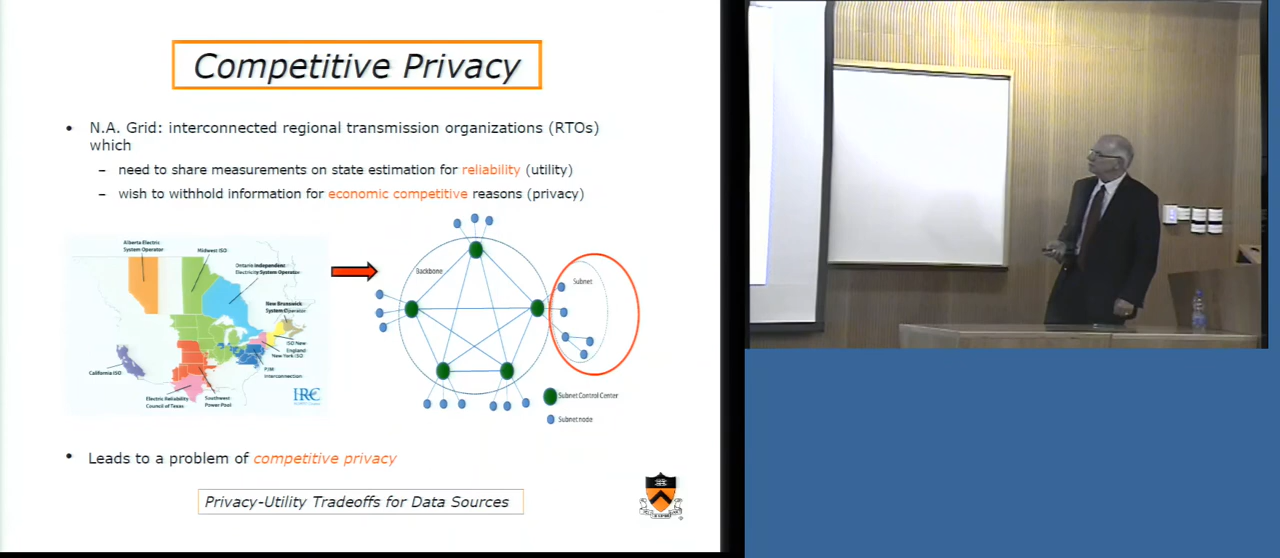 Competitive Privacy
• N.A. Grid: interconnected regional transmission organizations (RTOs)
which
– need to share measurements on state estimation for reliability (utility)
– wish to withhold information for economic competitive reasons (privacy)
Alberta Electric
System Operator
Midwest ISO
Ontario Independent
Electricity System Operator
New Brunswick
System Operator
ISO New
England
New York ISO
PJM
Interconnection
California ISO
Electric Reliability
Council of Texas
Southwest
Power Pool
IRC
Backbone
Subnet
Subnet Control Center
Subnet node
• Leads to a problem of competitive privacy
Privacy-Utility Tradeoffs for Data Sources